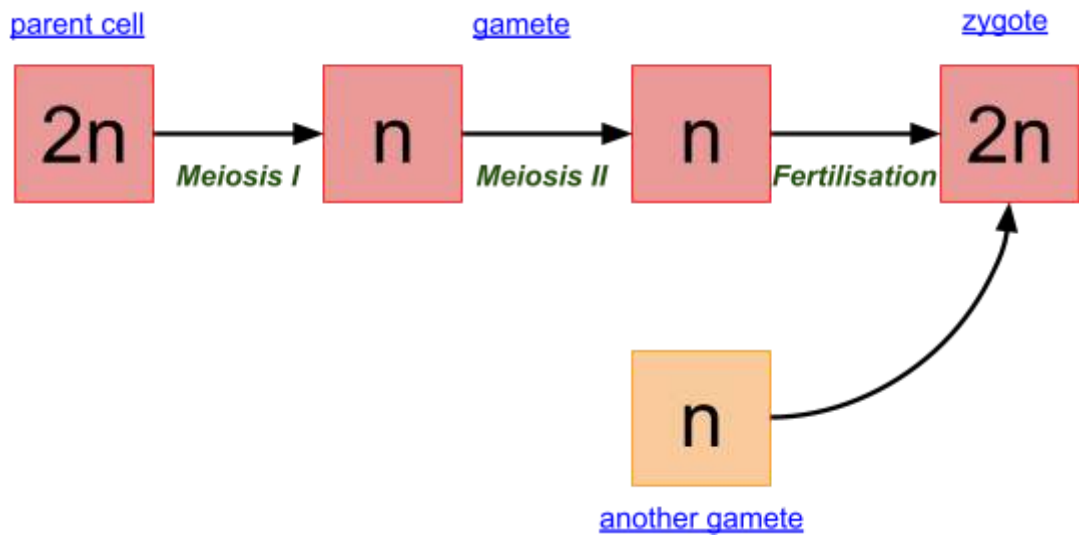 parent cell
gamete
zygote
2n
n
n
2n
Meiosis I
Meiosis II
Fertilisation
n
another gamete